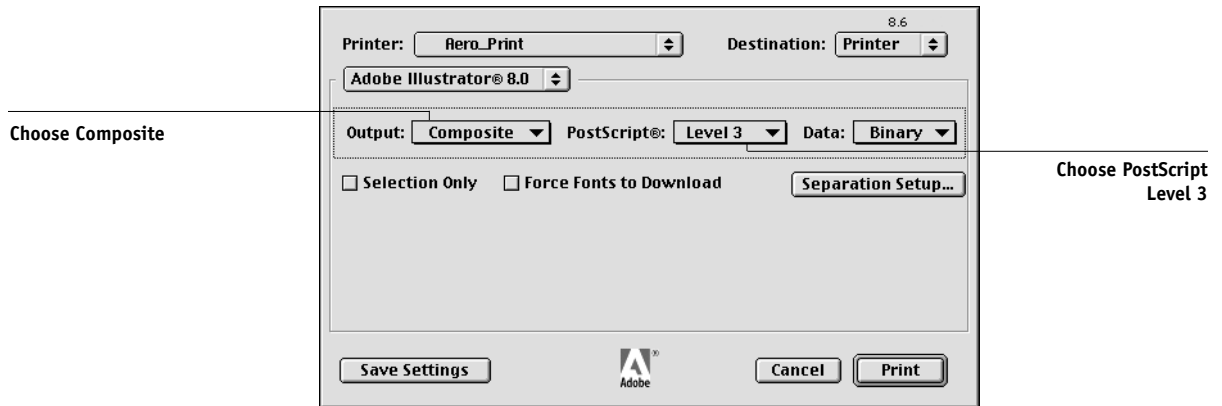 8.6
Printer: Aero_Print Destination: Printer
Adobe Illustrator® 8.0
Choose Composite
Output: Composite PostScript®: Level 3 Data: Binary
Choose PostScript
Level 3
Selection Only Force Fonts to Download Separation Setup...
Save Settings Adobe ® Cancel Print